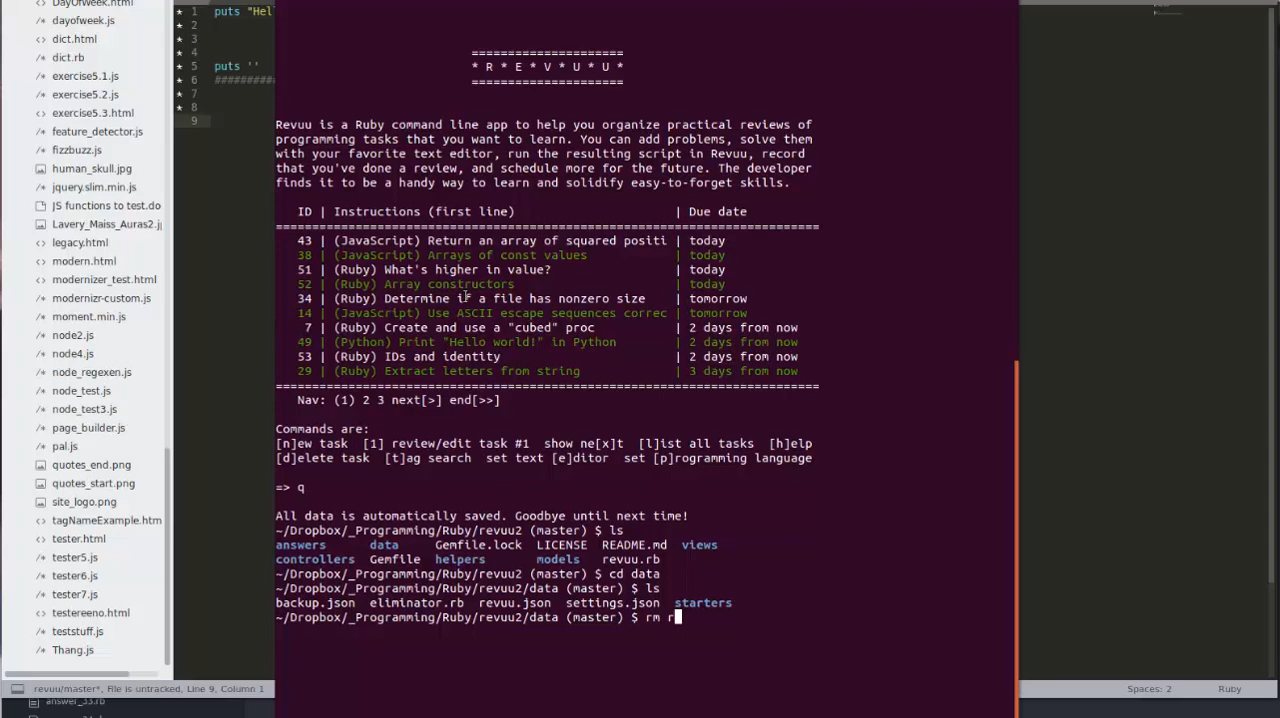 DayOfWeek.html
dayofweek.js
dict.html
dict.rb
exercise5.1.js
exercise5.2.js
exercise5.3.html
feature_detector.js
fizzbuzz.js
human_skull.jpg
jquery.slim.min.js
JS functions to test.do
Lavery_Maiss_Auras2.j
legacy.html
modern.html
modernizer_test.html
modernizr-custom.js
moment.min.js
node2.js
node4.js
node_regexen.js
node_test.js
node_test3.js
page_builder.js
pal.js
quotes_end.png
quotes_start.png
site_logo.png
tagNameExample.htm
tester.html
tester5.js
tester6.js
tester7.js
testereeno.html
teststuff.js
Thang.js
answer_33.rb
1 puts "Hel
2
3
4
5 puts ''
6 ##########
7
8
9
=====================
* R * E * V * U * U *
=====================
Revuu is a Ruby command line app to help you organize practical reviews of
programming tasks that you want to learn. You can add problems, solve them
with your favorite text editor, run the resulting script in Revuu, record
that you've done a review, and schedule more for the future. The developer
finds it to be a handy way to learn and solidify easy-to-forget skills.
ID | Instructions (first line) | Due date
===========================================================================
43 | (JavaScript) Return an array of squared positi | today
38 | (JavaScript) Arrays of const values | today
51 | (Ruby) What's higher in value? | today
52 | (Ruby) Array constructors | today
34 | (Ruby) Determine if a file has nonzero size | tomorrow
14 | (JavaScript) Use ASCII escape sequences correc | tomorrow
7 | (Ruby) Create and use a "cubed" proc | 2 days from now
49 | (Python) Print "Hello world!" in Python | 2 days from now
53 | (Ruby) IDs and identity | 2 days from now
29 | (Ruby) Extract letters from string | 3 days from now
===========================================================================
Nav: (1) 2 3 next[>] end[>>]
Commands are:
[n]ew task [1] review/edit task #1 show ne[x]t [l]ist all tasks [h]elp
[d]elete task [t]ag search set text [e]ditor set [p]rogramming language
=> q
All data is automatically saved. Goodbye until next time!
~/Dropbox/_Programming/Ruby/revuu2 (master) $ ls
answers data Gemfile.lock LICENSE README.md views
controllers Gemfile helpers models revuu.rb
~/Dropbox/_Programming/Ruby/revuu2 (master) $ cd data
~/Dropbox/_Programming/Ruby/revuu2/data (master) $ ls
backup.json eliminator.rb revuu.json settings.json starters
~/Dropbox/_Programming/Ruby/revuu2/data (master) $ rm r
revuu/master*, File is untracked, Line 9, Column 1
Spaces: 2
Ruby